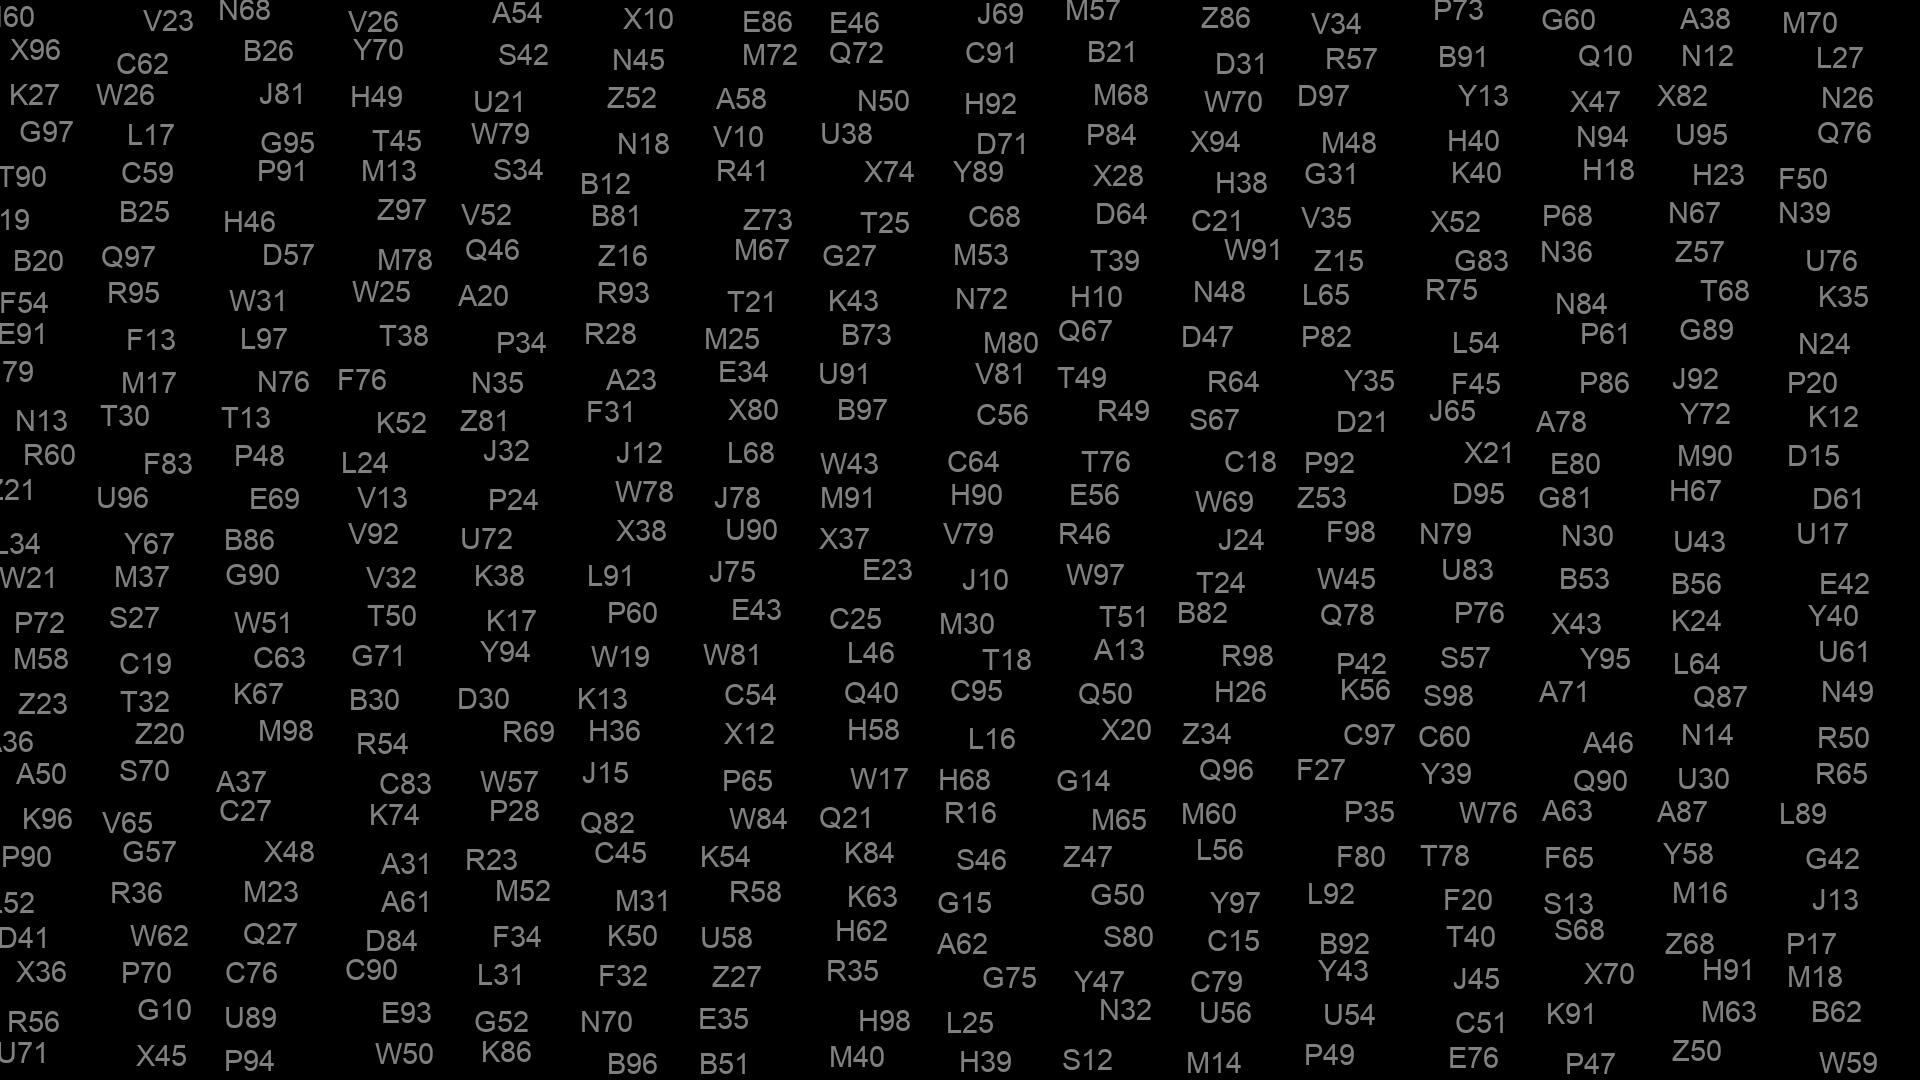 V23 N68 V26 A54 X10 E86 E46 J69 M57 Z86 V34 P73 G60 A38 M70
X96 C62 B26 Y70 S42 N45 M72 Q72 C91 B21 D31 R57 B91 Q10 N12 L27
K27 W26 J81 H49 U21 Z52 A58 N50 H92 M68 W70 D97 Y13 X47 X82 N26
G97 L17 G95 T45 W79 N18 V10 U38 D71 P84 X94 M48 H40 N94 U95 Q76
T90 C59 P91 M13 S34 B12 R41 X74 Y89 X28 H38 G31 K40 H18 H23 F50
19 B25 H46 Z97 V52 B81 Z73 T25 C68 D64 C21 V35 X52 P68 N67 N39
B20 Q97 D57 M78 Q46 Z16 M67 G27 M53 T39 W91 Z15 G83 N36 Z57 U76
F54 R95 W31 W25 A20 R93 T21 K43 N72 H10 N48 L65 R75 N84 T68 K35
E91 F13 L97 T38 P34 R28 M25 B73 M80 Q67 D47 P82 L54 P61 G89 N24
79 M17 N76 F76 N35 A23 E34 U91 V81 T49 R64 Y35 F45 P86 J92 P20
N13 T30 T13 K52 Z81 F31 X80 B97 C56 R49 S67 D21 J65 A78 Y72 K12
R60 F83 P48 L24 J32 J12 L68 W43 C64 T76 C18 P92 X21 E80 M90 D15
Z21 U96 E69 V13 P24 W78 J78 M91 H90 E56 W69 Z53 D95 G81 H67 D61
L34 Y67 B86 V92 U72 X38 U90 X37 V79 R46 J24 F98 N79 N30 U43 U17
W21 M37 G90 V32 K38 L91 J75 E23 J10 W97 T24 W45 U83 B53 B56 E42
P72 S27 W51 T50 K17 P60 E43 C25 M30 T51 B82 Q78 P76 X43 K24 Y40
M58 C19 C63 G71 Y94 W19 W81 L46 T18 A13 R98 P42 S57 Y95 L64 U61
Z23 T32 K67 B30 D30 K13 C54 Q40 C95 Q50 H26 K56 S98 A71 Q87 N49
A36 Z20 M98 R54 R69 H36 X12 H58 L16 X20 Z34 C97 C60 A46 N14 R50
A50 S70 A37 C83 W57 J15 P65 W17 H68 G14 Q96 F27 Y39 Q90 U30 R65
K96 V65 C27 K74 P28 Q82 W84 Q21 R16 M65 M60 P35 W76 A63 A87 L89
P90 G57 X48 A31 R23 C45 K54 K84 S46 Z47 L56 F80 T78 F65 Y58 G42
52 R36 M23 A61 M52 M31 R58 K63 G15 G50 Y97 L92 F20 S13 M16 J13
D41 W62 Q27 D84 F34 K50 U58 H62 A62 S80 C15 B92 T40 S68 Z68 P17
X36 P70 C76 C90 L31 F32 Z27 R35 G75 Y47 C79 Y43 J45 X70 H91 M18
R56 G10 U89 E93 G52 N70 E35 H98 L25 N32 U56 U54 C51 K91 M63 B62
U71 X45 P94 W50 K86 B96 B51 M40 H39 S12 M14 P49 E76 P47 Z50 W59